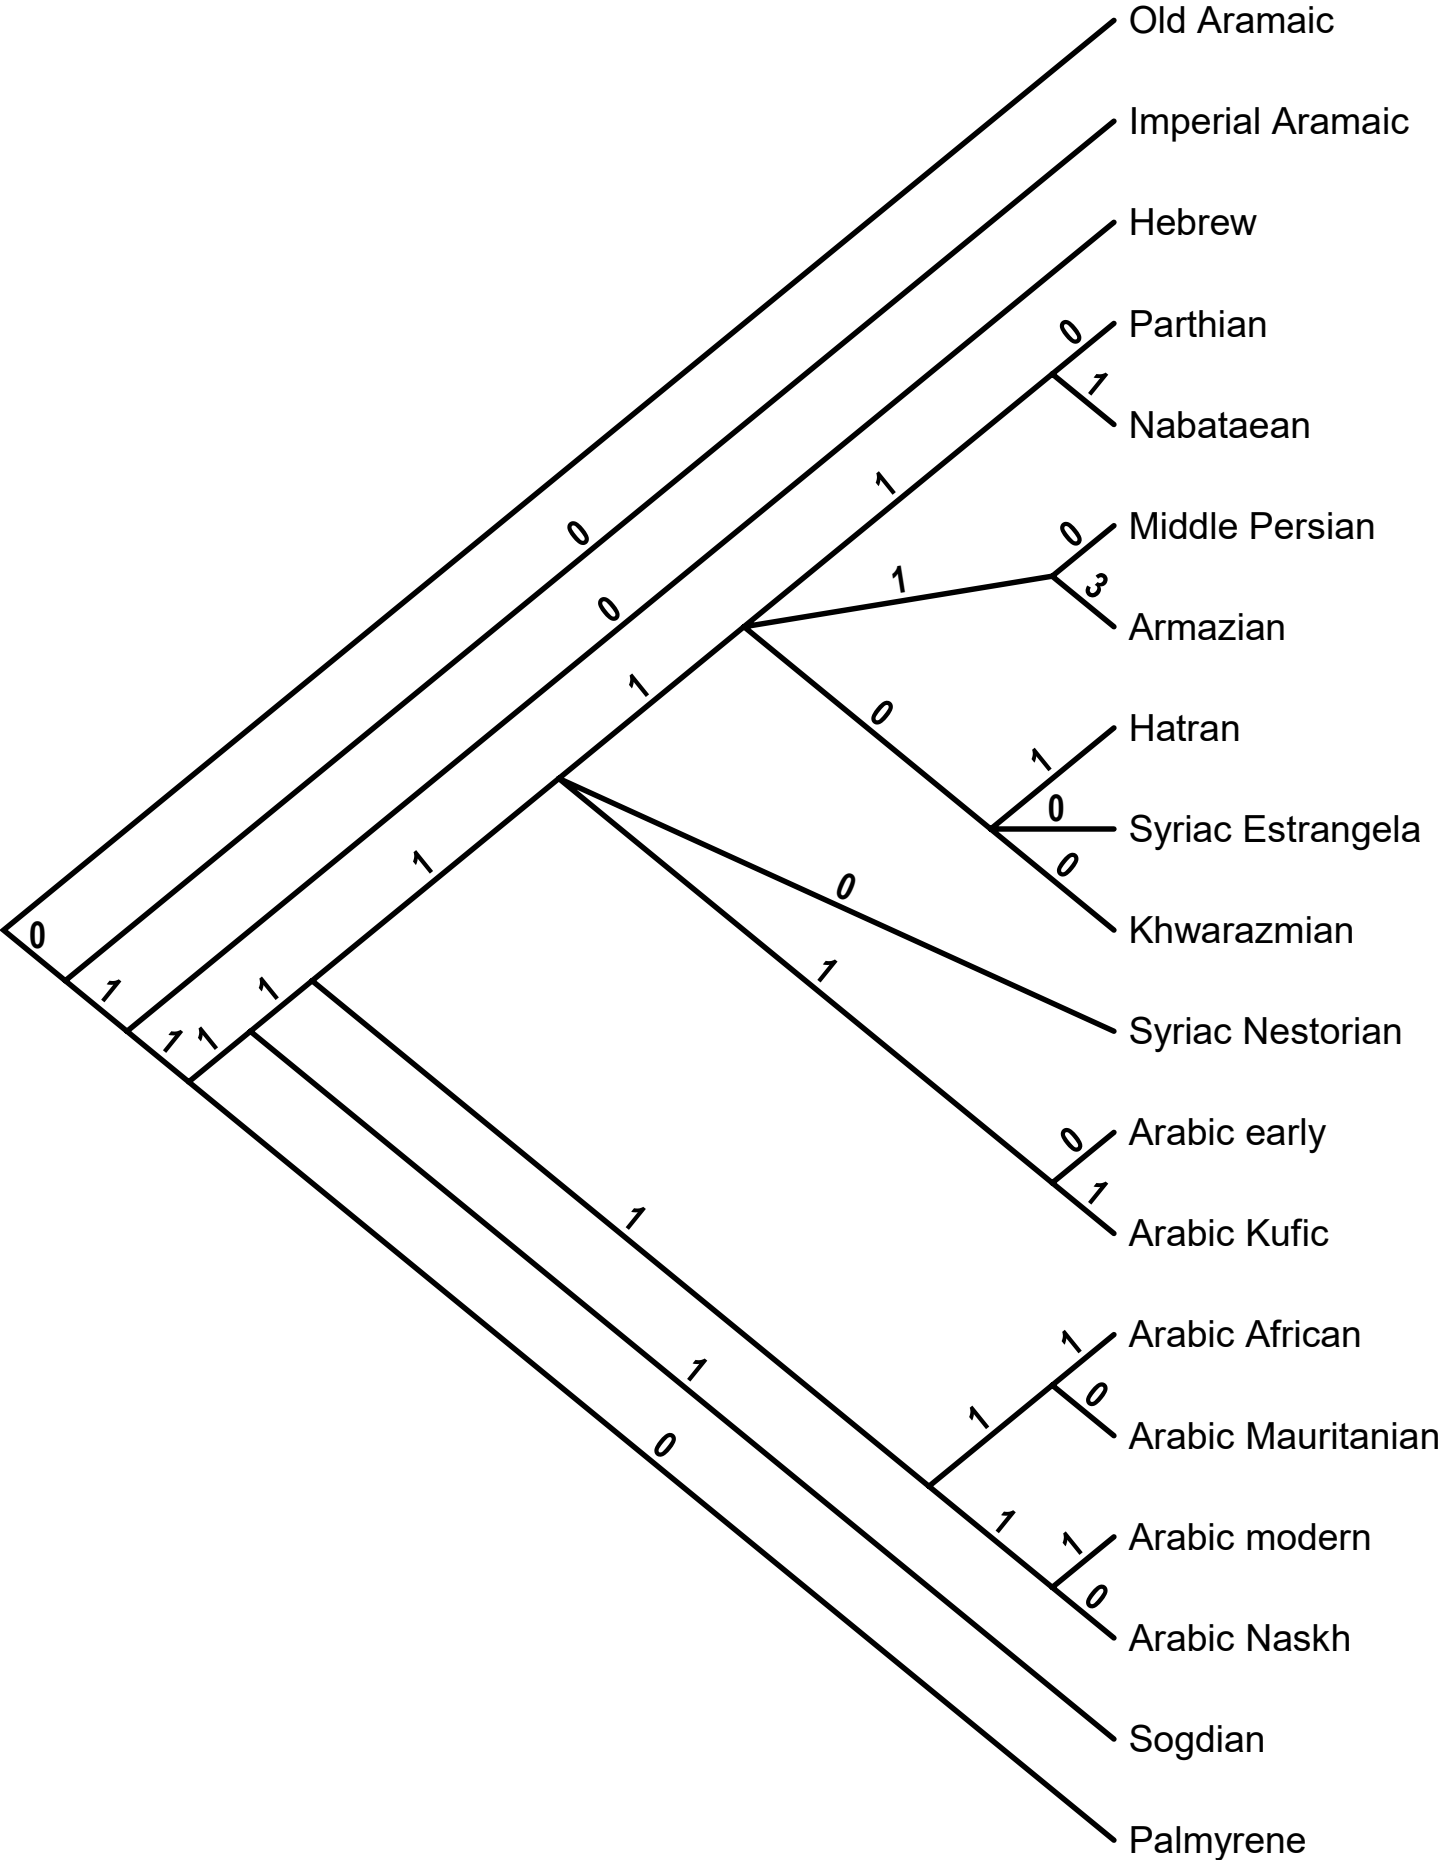 Old Aramaic
Imperial Aramaic
Hebrew
0 Parthian
1
Nabataean
1
0 Middle Persian
0
1
3
0
Armazian
1
0
Hatran
1
0
Syriac Estrangela
1
0
0
0
Khwarazmian
1
1
1
1
1
Syriac Nestorian
0
Arabic early
1
1
Arabic Kufic
1
Arabic African
1
0
1
Arabic Mauritanian
0
1
1
Arabic modern
0
Arabic Naskh
Sogdian
Palmyrene